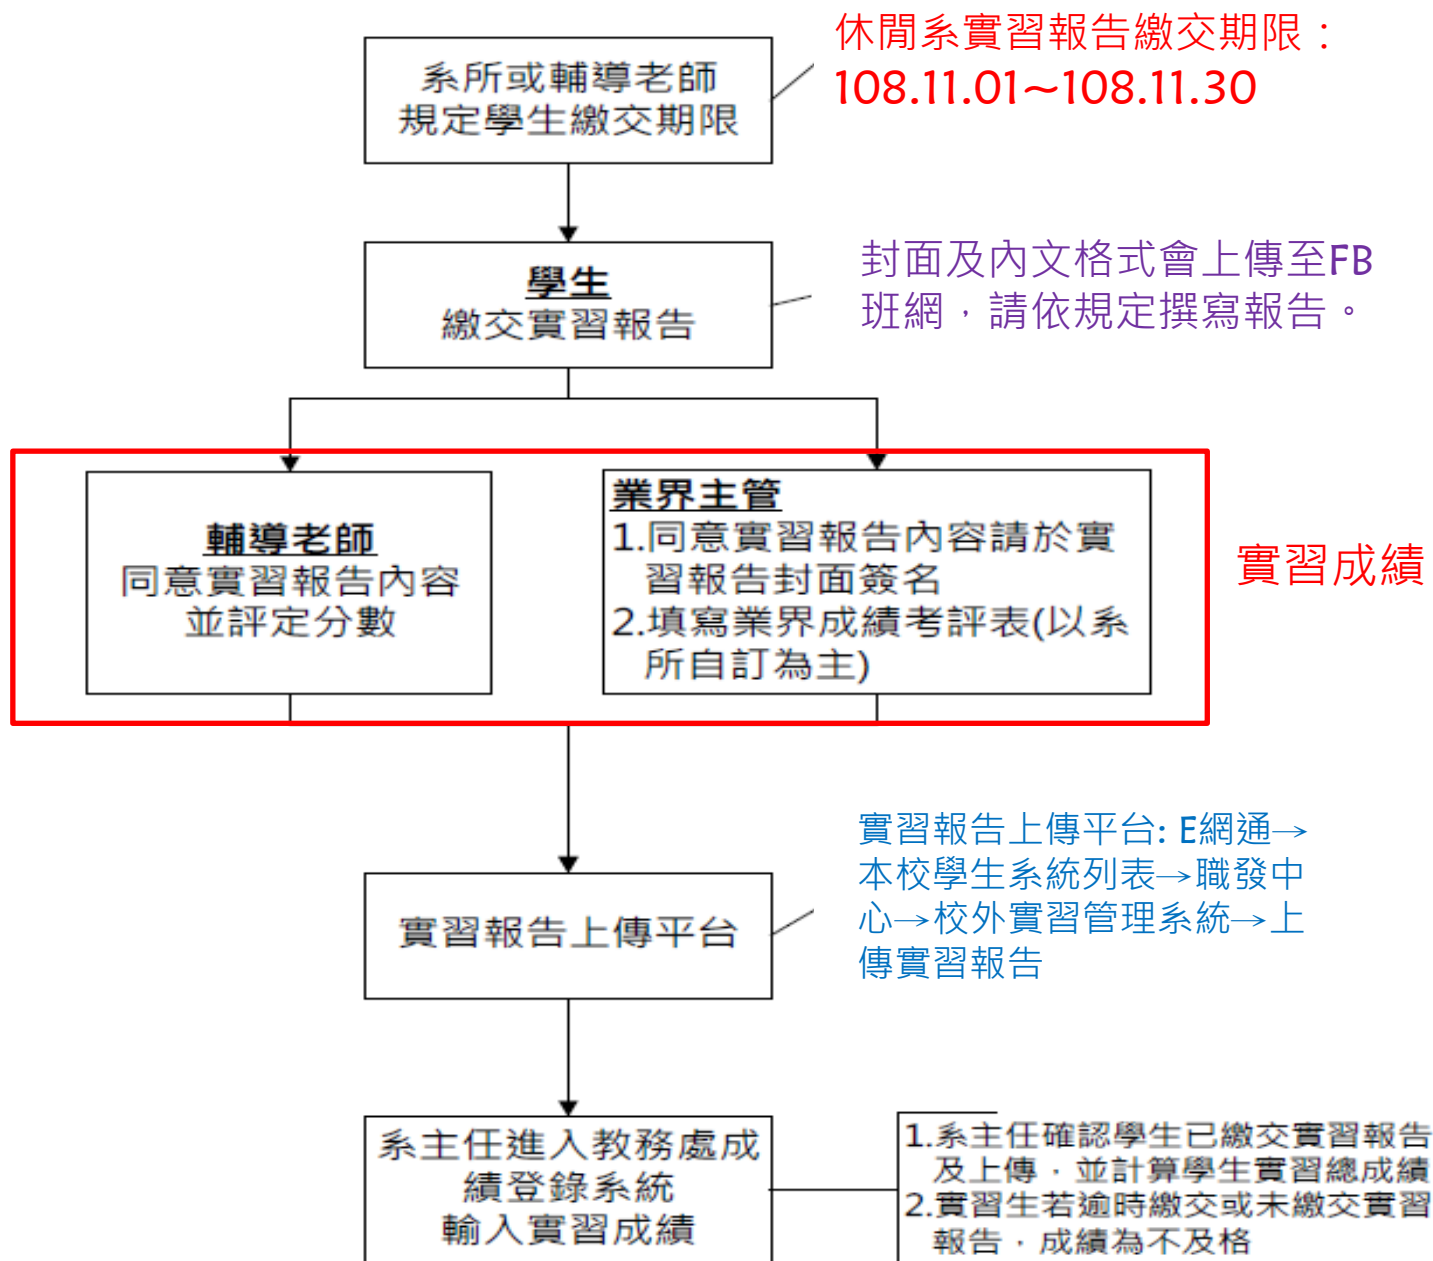 休閒系實習報告繳交期限：
108.11.01~108.11.30
系所或輔導老師
規定學生繳交期限
學生
繳交實習報告
封面及內文格式會上傳至FB
班網，請依規定撰寫報告。
輔導老師
同意實習報告內容
並評定分數
業界主管
1.同意實習報告內容請於實
習報告封面簽名
2.填寫業界成績考評表(以系
所自訂為主)
實習成績
實習報告上傳平台
實習報告上傳平台: E網通→
本校學生系統列表→職發中
心→校外實習管理系統→上
傳實習報告
系主任進入教務處成
績登錄系統
輸入實習成績
1.系主任確認學生已繳交實習報告
及上傳，並計算學生實習總成績
2.實習生若逾時繳交或未繳交實習
報告，成績為不及格